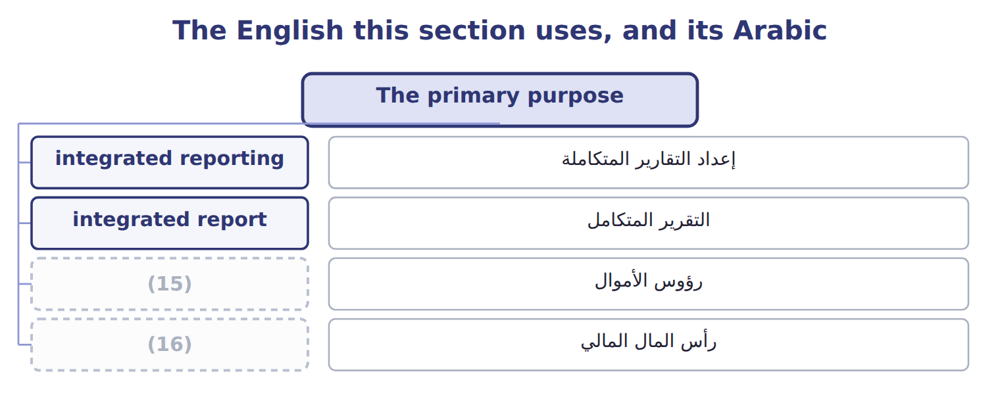 The English this section uses, and its Arabic
The primary purpose
integrated reporting
إعداد التقارير المتكاملة
integrated report
التقرير المتكامل
(15)
رؤوس الأموال
(16)
رأس المال المالي